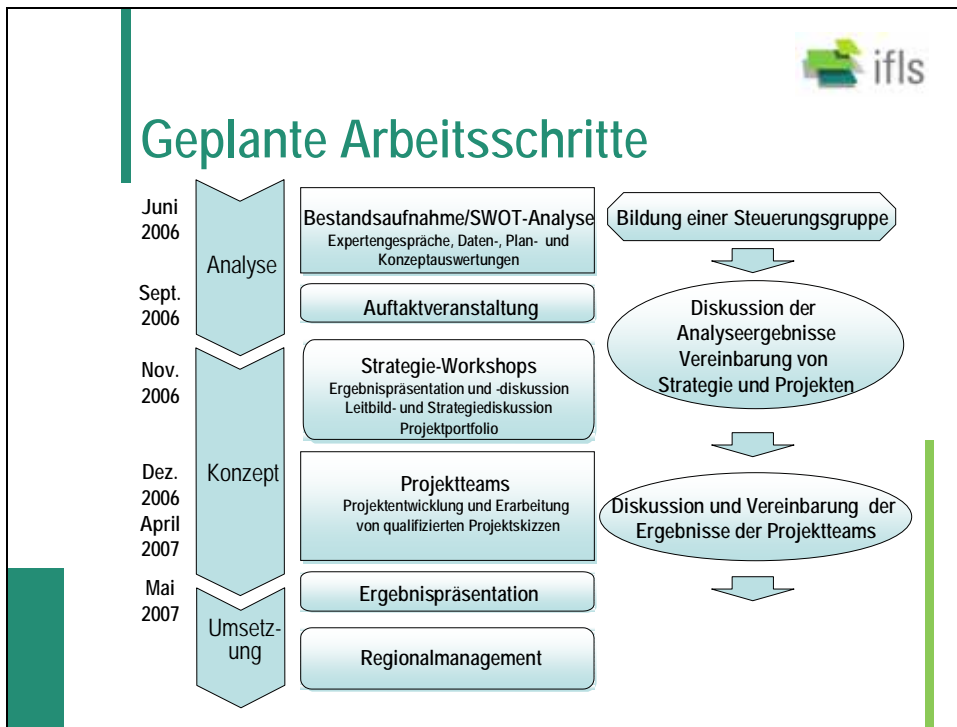 ifls
Geplante Arbeitsschritte
Juni
2006
Sept.
2006
Nov.
2006
Dez.
2006
April
2007
Mai
2007
Analyse
Konzept
Umsetz-
ung
Bestandsaufnahme/SWOT-Analyse
Expertengespräche, Daten-, Plan- und
Konzeptauswertungen
Auftaktveranstaltung
Strategie-Workshops
Ergebnispräsentation und -diskussion
Leitbild- und Strategiediskussion
Projektportfolio
Projektteams
Projektentwicklung und Erarbeitung
von qualifizierten Projektskizzen
Ergebnispräsentation
Regionalmanagement
Bildung einer Steuerungsgruppe
Diskussion der
Analyseergebnisse
Vereinbarung von
Strategie und Projekten
Diskussion und Vereinbarung der
Ergebnisse der Projektteams